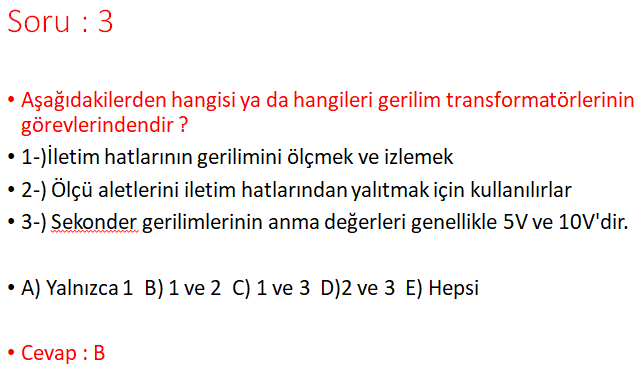 Soru : 3
• Aşağıdakilerden hangisi ya da hangileri gerilim transformatörlerinin
görevlerindendir ?
• 1-)İletim hatlarının gerilimini ölçmek ve izlemek
• 2-) Ölçü aletlerini iletim hatlarından yalıtmak için kullanılırlar
• 3-) Sekonder gerilimlerinin anma değerleri genellikle 5V ve 10V'dir.
• A) Yalnızca 1 B) 1 ve 2 C) 1 ve 3 D)2 ve 3 E) Hepsi
• Cevap : B